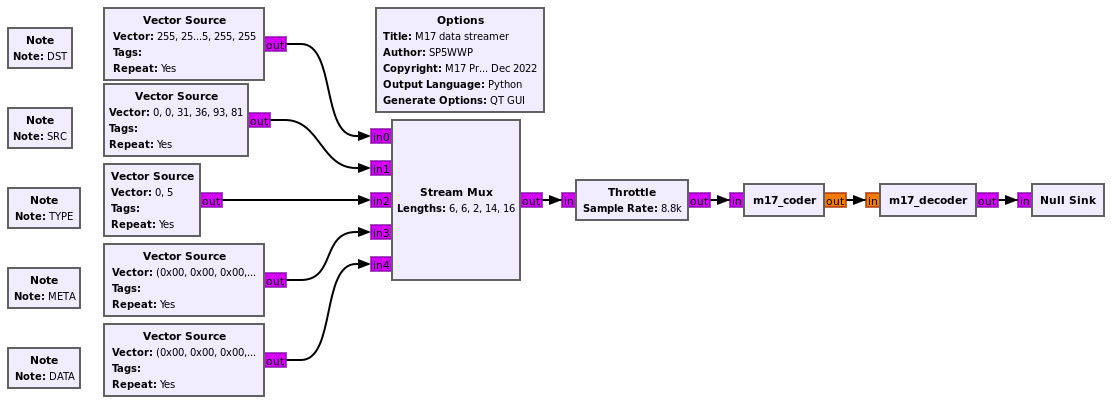 Note
Note: DST
Vector Source
Vector: 255, 25...5, 255, 255
Tags:
Repeat: Yes
out
Options
Title: M17 data streamer
Author: SP5WWP
Copyright: M17 Pr... Dec 2022
Output Language: Python
Generate Options: QT GUI
Note
Note: SRC
Vector Source
Vector: 0, 0, 31, 36, 93, 81
Tags:
Repeat: Yes
out
Note
Note: TYPE
Vector Source
Vector: 0, 5
Tags:
Repeat: Yes
out
Note
Note: META
Vector Source
Vector: (0x00, 0x00, 0x00,...
Tags:
Repeat: Yes
out
Note
Note: DATA
Vector Source
Vector: (0x00, 0x00, 0x00,...
Tags:
Repeat: Yes
out
in0
in1
in2
in3
in4
Stream Mux
Lengths: 6, 6, 2, 14, 16
out
in
Throttle
Sample Rate: 8.8k
out
in
m17_coder
out
in
m17_decoder
out
in
Null Sink